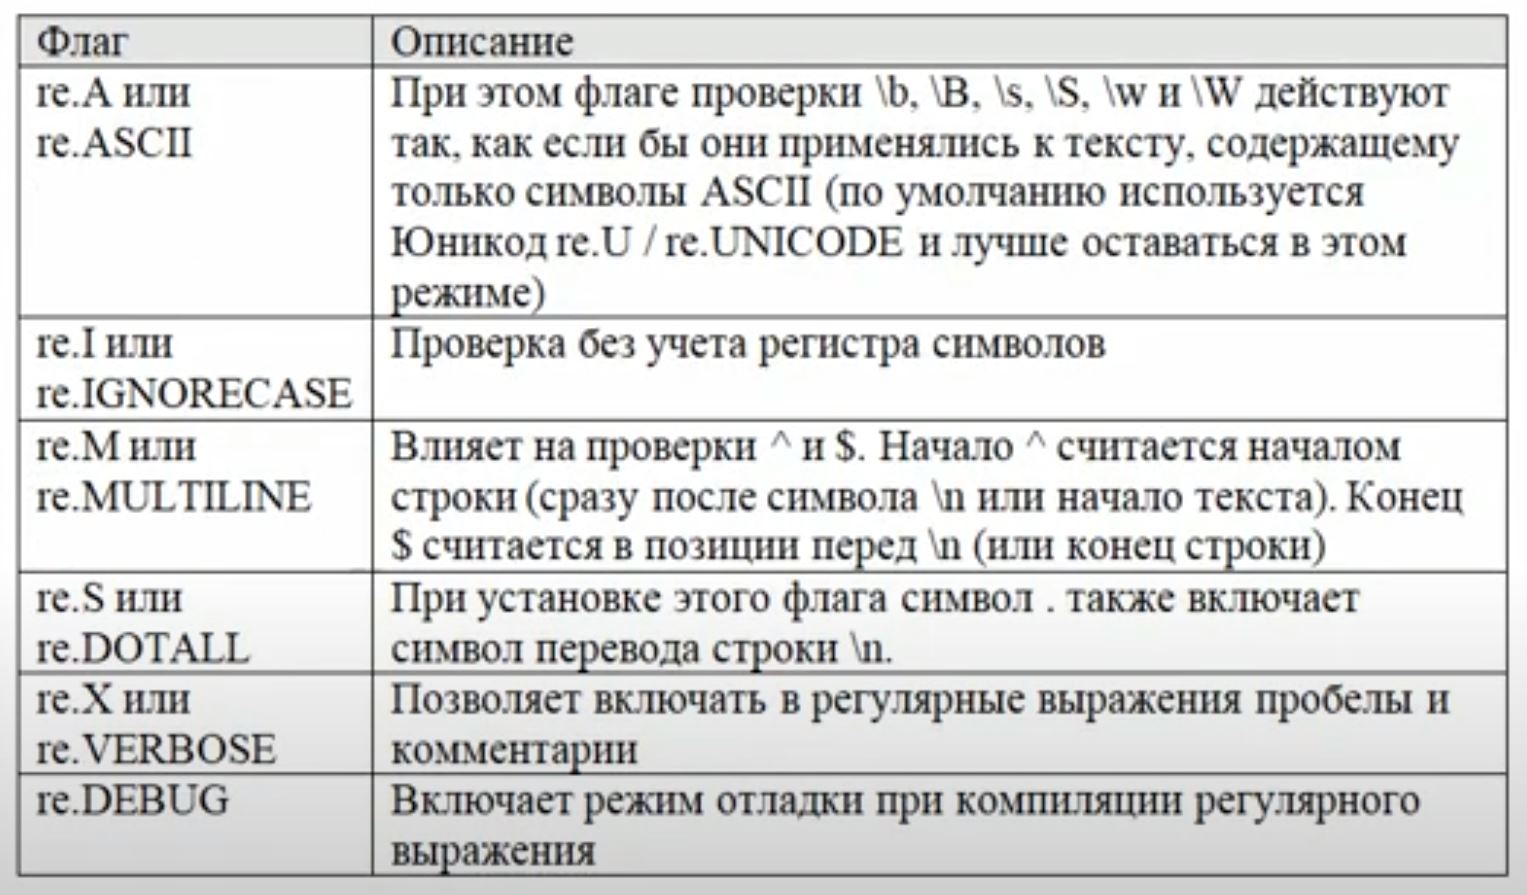 Флаг
Описание
re.A или
re.ASCII
При этом флаге проверки \b, \B, \s, \S, \w и \W действуют
так, как если бы они применялись к тексту, содержащему
только символы ASCII (по умолчанию используется
Юникод re.U / re.UNICODE и лучше оставаться в этом
режиме)
re.I или
re.IGNORECASE
Проверка без учета регистра символов
re.M или
re.MULTILINE
Влияет на проверки ^ и $. Начало ^ считается началом
строки (сразу после символа \n или начало текста). Конец
$ считается в позиции перед \n (или конец строки)
re.S или
re.DOTALL
При установке этого флага символ . также включает
символ перевода строки \n.
re.X или
re.VERBOSE
Позволяет включать в регулярные выражения пробелы и
комментарии
re.DEBUG
Включает режим отладки при компиляции регулярного
выражения